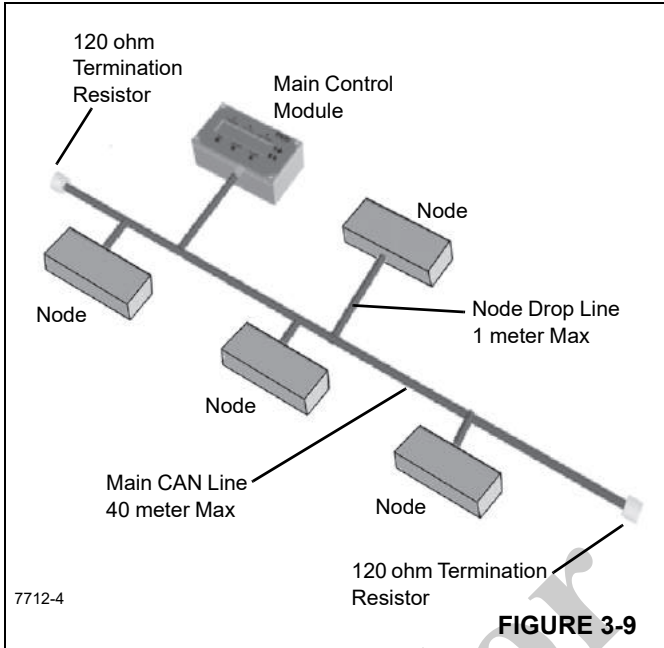 120 ohm
Termination
Resistor
Main Control
Module
Node
Node
Node Drop Line
1 meter Max
Node
Main CAN Line
40 meter Max
Node
120 ohm Termination
Resistor
7712-4
FIGURE 3-9